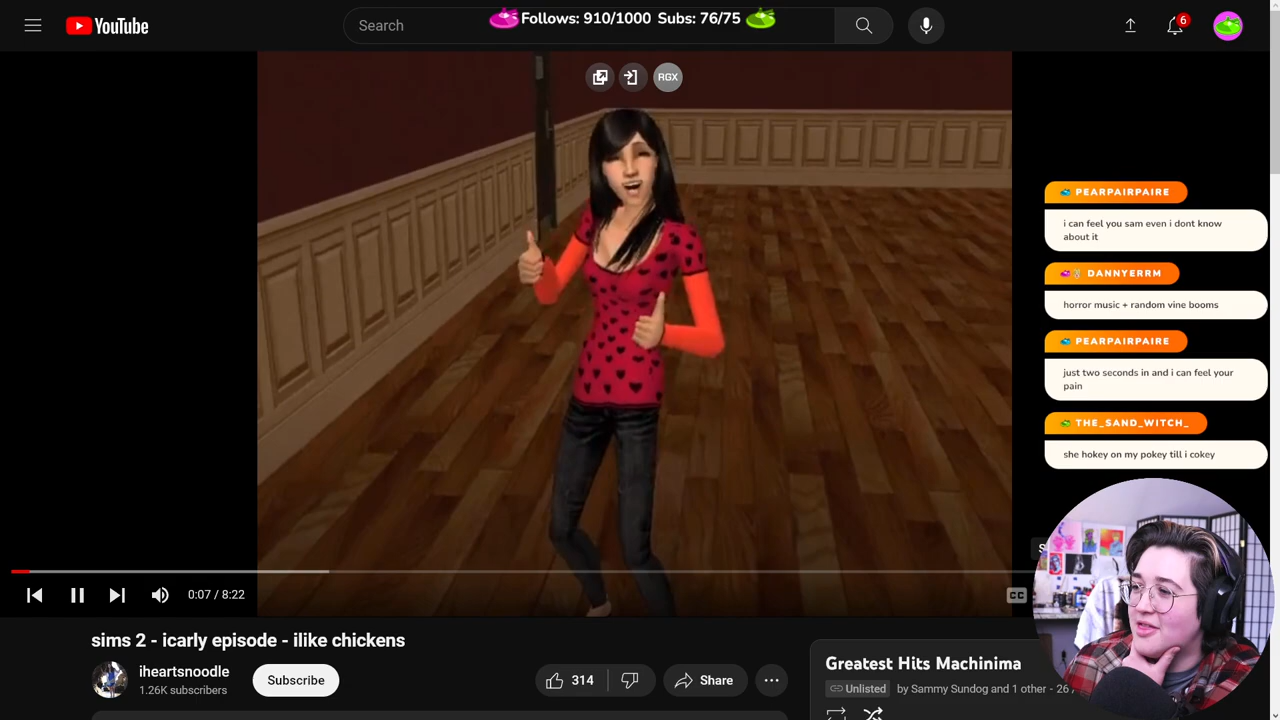 YouTube
Search
Follows: 910/1000 Subs: 76/75
6
RGX
PEARPAIRPAIRE
i can feel you sam even i dont know
about it
DANNYERRM
horror music + random vine booms
PEARPAIRPAIRE
just two seconds in and i can feel your
pain
THE_SAND_WITCH_
she hokey on my pokey till i cokey
0:07 / 8:22
CC
sims 2 - icarly episode - ilike chickens
iheartsnoodle
1.26K subscribers
Subscribe
314
Share
Greatest Hits Machinima
Unlisted by Sammy Sundog and 1 other - 26 /